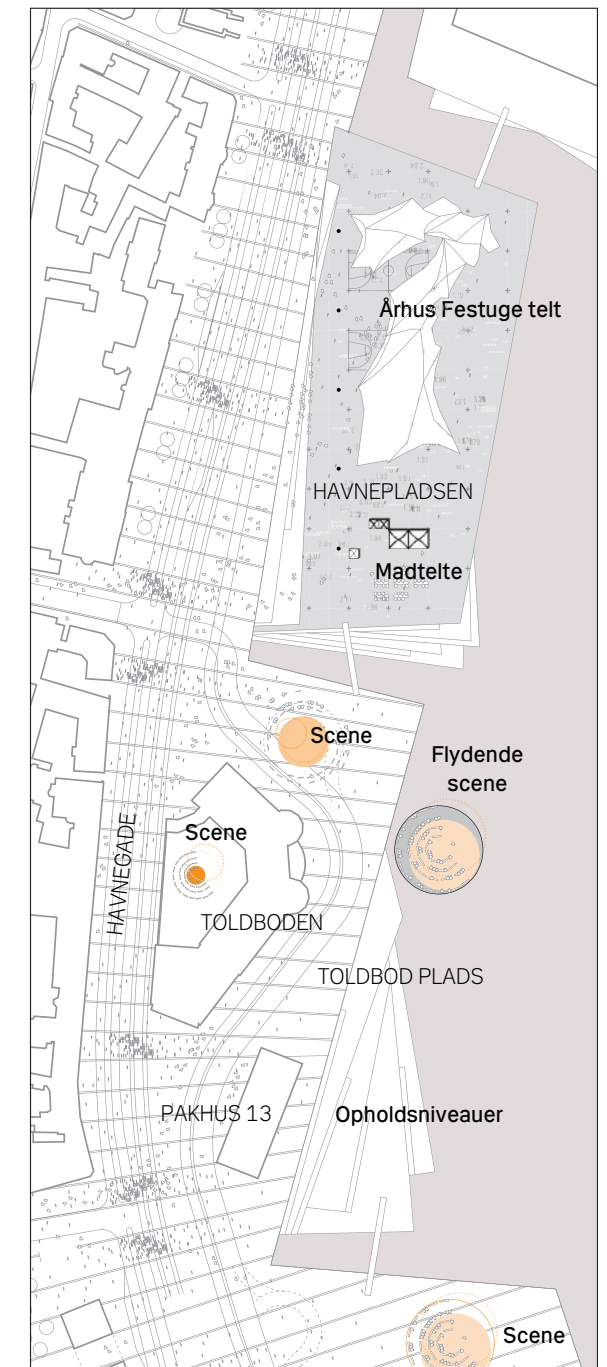 Århus Festuge telt
HAVNEPLADSEN
Madtelte
Scene
Flydende
scene
Scene
HAVNEGADE
TOLDBODEN
TOLDBOD PLADS
PAKHUS 13
Opholdsniveauer
Scene